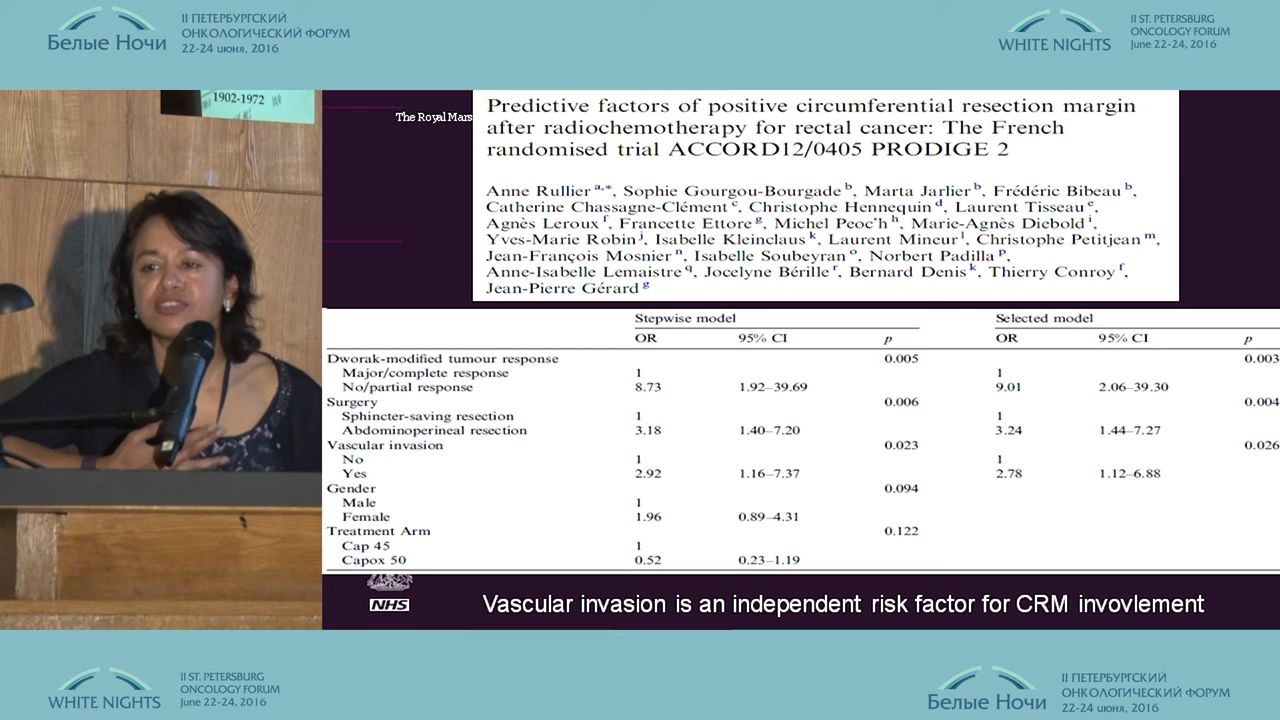 II ПЕТЕРБУРГСКИЙ
ОНКОЛОГИЧЕСКИЙ ФОРУМ
Белые Ночи
22-24 июня, 2016
II ST. PETERSBURG
ONCOLOGY FORUM
WHITE NIGHTS
June 22-24, 2016
1902-1972
The Royal Mars
Predictive factors of positive circumferential resection margin
after radiochemotherapy for rectal cancer: The French
randomised trial ACCORD12/0405 PRODIGE 2
Anne Rullier a,*, Sophie Gourgou-Bourgade b, Marta Jarlier b, Frédéric Bibeau b,
Catherine Chassagne-Clément c, Christophe Hennequin d, Laurent Tisseau e,
Agnès Leroux f, Francette Ettore g, Michel Peoc'h h, Marie-Agnès Diebold i,
Yves-Marie Robin j, Isabelle Kleinclaus k, Laurent Mineur l, Christophe Petitjean m,
Jean-François Mosnier n, Isabelle Soubeyran o, Norbert Padilla p,
Anne-Isabelle Lemaistre q, Jocelyne Bérille r, Bernard Denis k, Thierry Conroy f,
Jean-Pierre Gérard g
Stepwise model Selected model
OR 95% CI p OR 95% CI p
Dworak-modified tumour response 0.005 0.003
Major/complete response 1 1
No/partial response 8.73 1.92–39.69 9.01 2.06–39.30
Surgery 0.006 0.004
Sphincter-saving resection 1 1
Abdominoperineal resection 3.18 1.40–7.20 3.24 1.44–7.27
Vascular invasion 0.023 0.026
No 1 1
Yes 2.92 1.16–7.37 2.78 1.12–6.88
Gender 0.094
Male 1
Female 1.96 0.89–4.31
Treatment Arm 0.122
Cap 45 1
Capox 50 0.52 0.23–1.19
NHS
Vascular invasion is an independent risk factor for CRM invovlement
II ST. PETERSBURG
ONCOLOGY FORUM
WHITE NIGHTS
June 22-24, 2016
II ПЕТЕРБУРГСКИЙ
ОНКОЛОГИЧЕСКИЙ ФОРУМ
Белые Ночи
22-24 июня, 2016